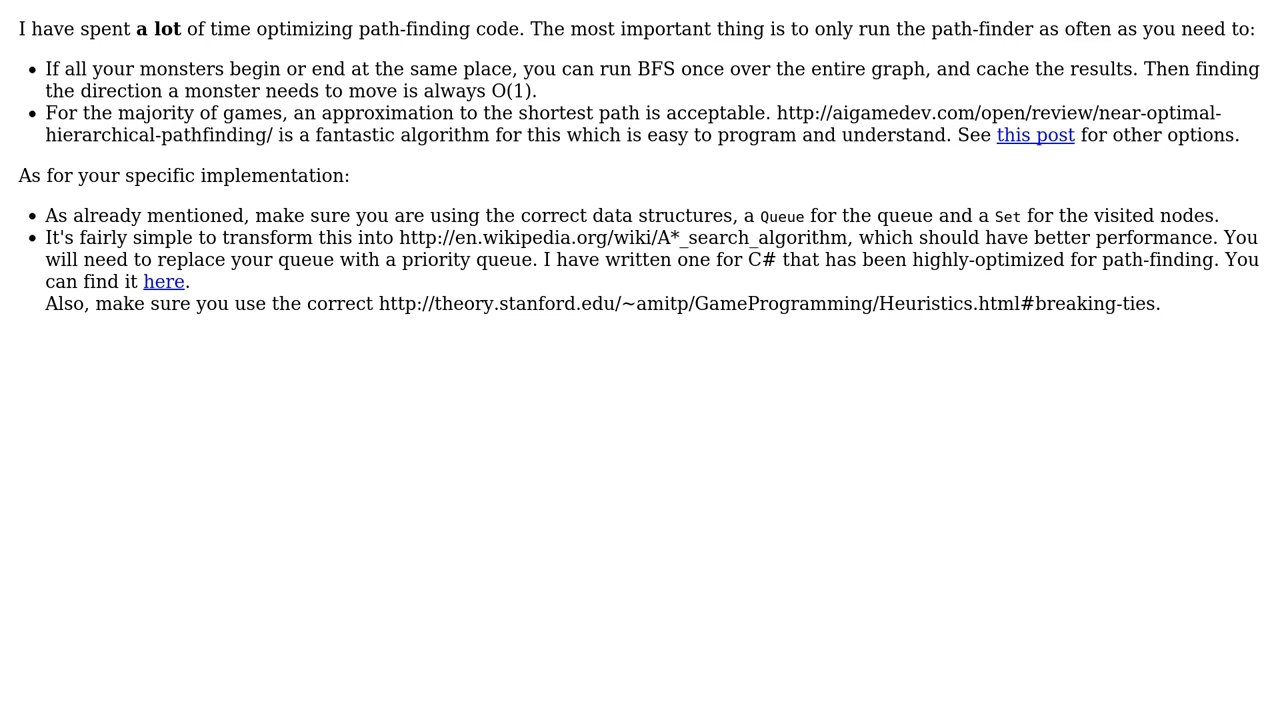 I have spent a lot of time optimizing path-finding code. The most important thing is to only run the path-finder as often as you need to:
• If all your monsters begin or end at the same place, you can run BFS once over the entire graph, and cache the results. Then finding
the direction a monster needs to move is always O(1).
• For the majority of games, an approximation to the shortest path is acceptable. http://aigamedev.com/open/review/near-optimal-
hierarchical-pathfinding/ is a fantastic algorithm for this which is easy to program and understand. See this post for other options.
As for your specific implementation:
• As already mentioned, make sure you are using the correct data structures, a Queue for the queue and a Set for the visited nodes.
• It's fairly simple to transform this into http://en.wikipedia.org/wiki/A*_search_algorithm, which should have better performance. You
will need to replace your queue with a priority queue. I have written one for C# that has been highly-optimized for path-finding. You
can find it here.
Also, make sure you use the correct http://theory.stanford.edu/~amitp/GameProgramming/Heuristics.html#breaking-ties.